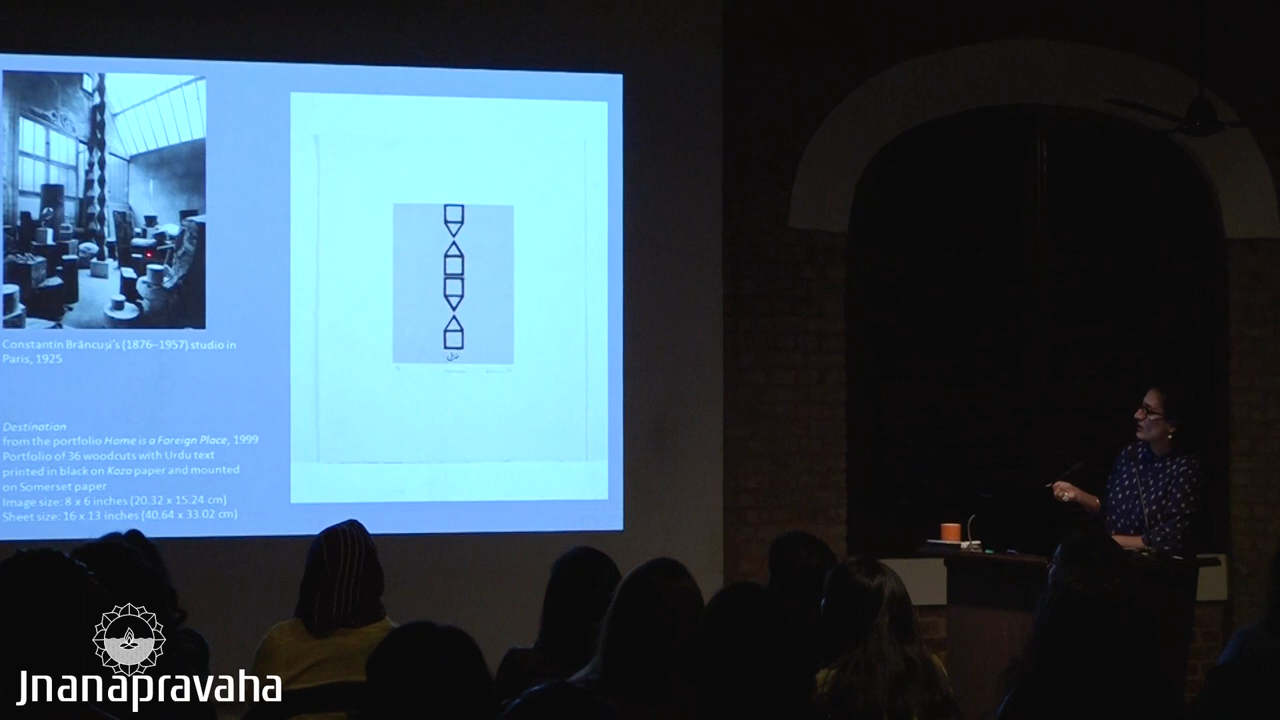 Constantin Brâncuși's (1876–1957) studio in
Paris, 1925
Destination
from the portfolio Home is a Foreign Place, 1999
Portfolio of 36 woodcuts with Urdu text
printed in black on Kozo paper and mounted
on Somerset paper
Image size: 8 x 6 inches (20.32 x 15.24 cm)
Sheet size: 16 x 13 inches (40.64 x 33.02 cm)
Jnanapravaha